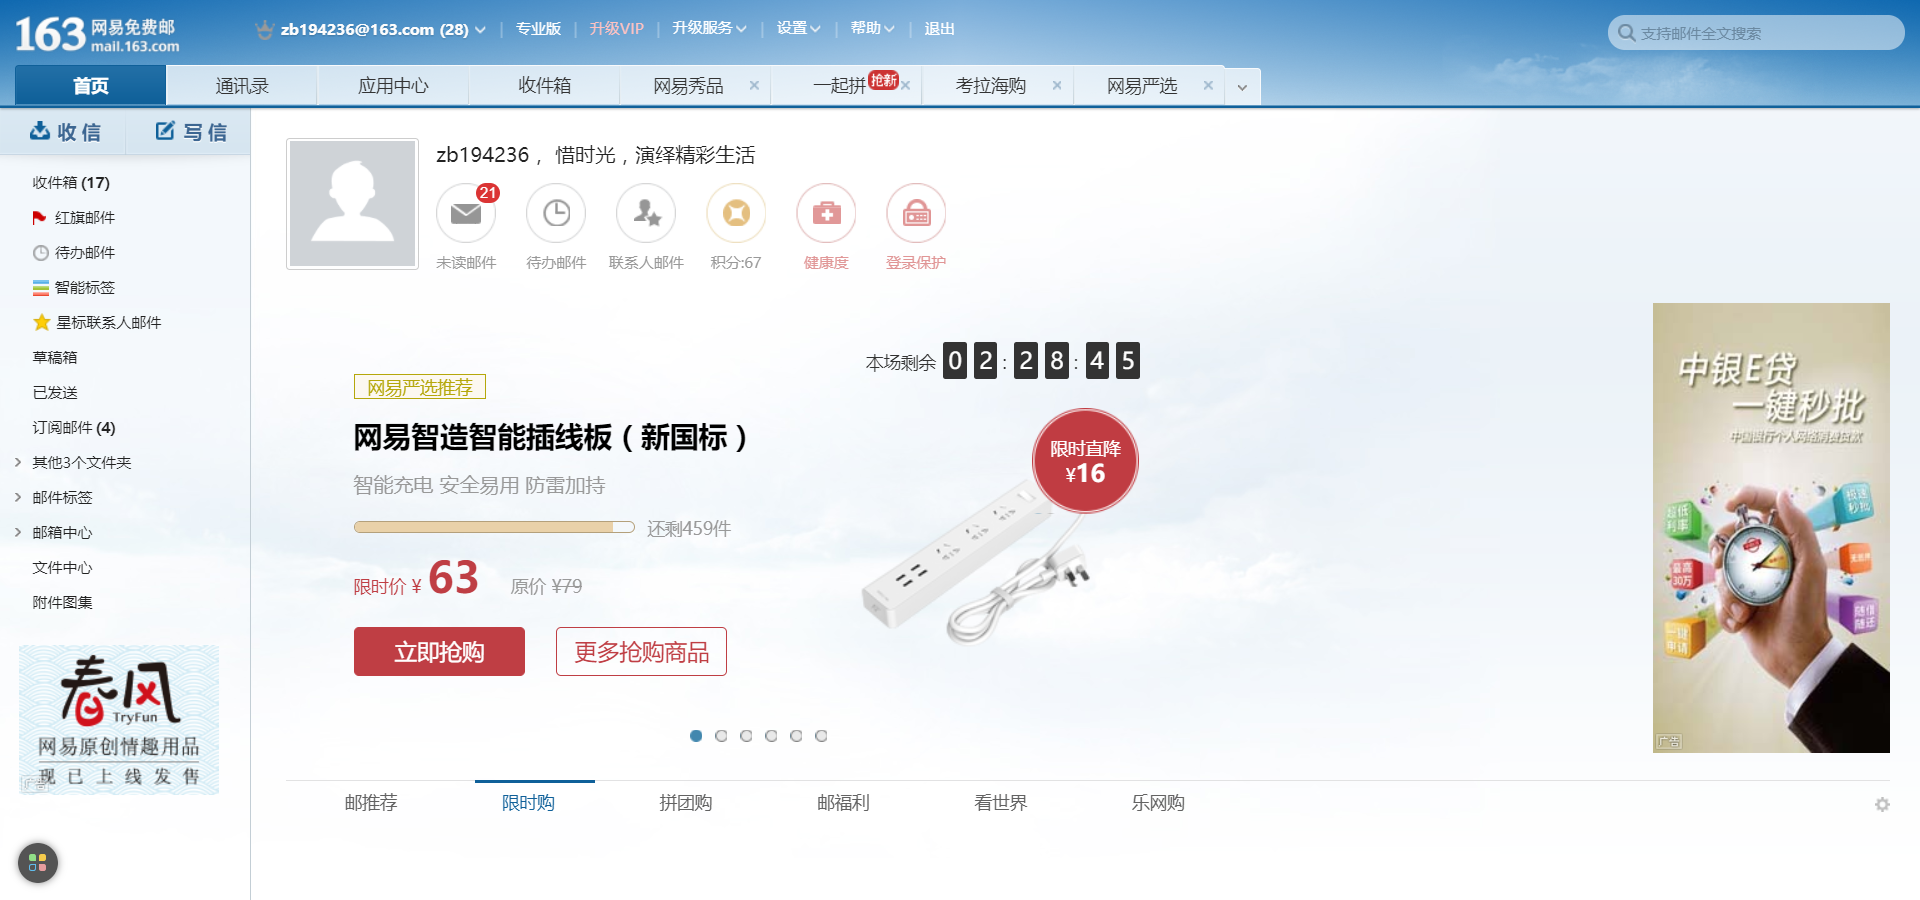 163 网易免费邮
mail.163.com
zb194236@163.com (28)
专业版
升级VIP
升级服务
设置
帮助
退出
支持邮件全文搜索
首页
通讯录
应用中心
收件箱
网易秀品
一起拼
抢新
考拉海购
网易严选
收信
写信
收件箱 (17)
红旗邮件
待办邮件
智能标签
星标联系人邮件
草稿箱
已发送
订阅邮件 (4)
其他3个文件夹
邮件标签
邮箱中心
文件中心
附件图集
春风
TryFun
网易原创情趣用品
现已上线发售
广告
zb194236， 惜时光，演绎精彩生活
21
未读邮件
待办邮件
联系人邮件
积分:67
健康度
登录保护
本场剩余 02:28:45
网易严选推荐
网易智造智能插线板（新国标）
智能充电 安全易用 防雷加持
还剩459件
限时价 ¥ 63 原价 ¥79
立即抢购
更多抢购商品
限时直降
¥16
中银E贷
一键秒批
中国银行个人网络消费贷款
极速
秒批
超低
利率
最高
30万
无抵押
随借
随还
一键
申请
广告
邮推荐
限时购
拼团购
邮福利
看世界
乐网购